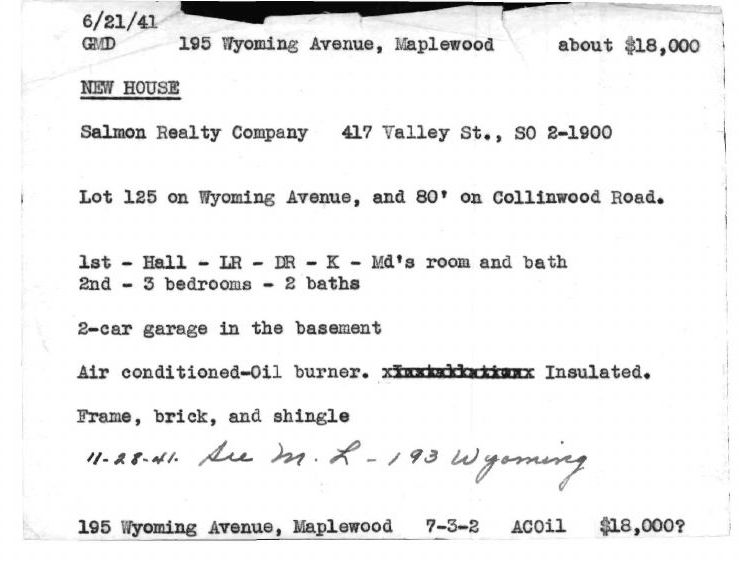 6/21/41
GMD 195 Wyoming Avenue, Maplewood about $18,000
NEW HOUSE
Salmon Realty Company 417 Valley St., SO 2-1900
Lot 125 on Wyoming Avenue, and 80' on Collinwood Road.
1st - Hall - LR - DR - K - Md's room and bath
2nd - 3 bedrooms - 2 baths
2-car garage in the basement
Air conditioned-Oil burner. Insulated.
Frame, brick, and shingle
11-28-41. See M. L - 193 Wyoming
195 Wyoming Avenue, Maplewood 7-3-2 ACOil $18,000?